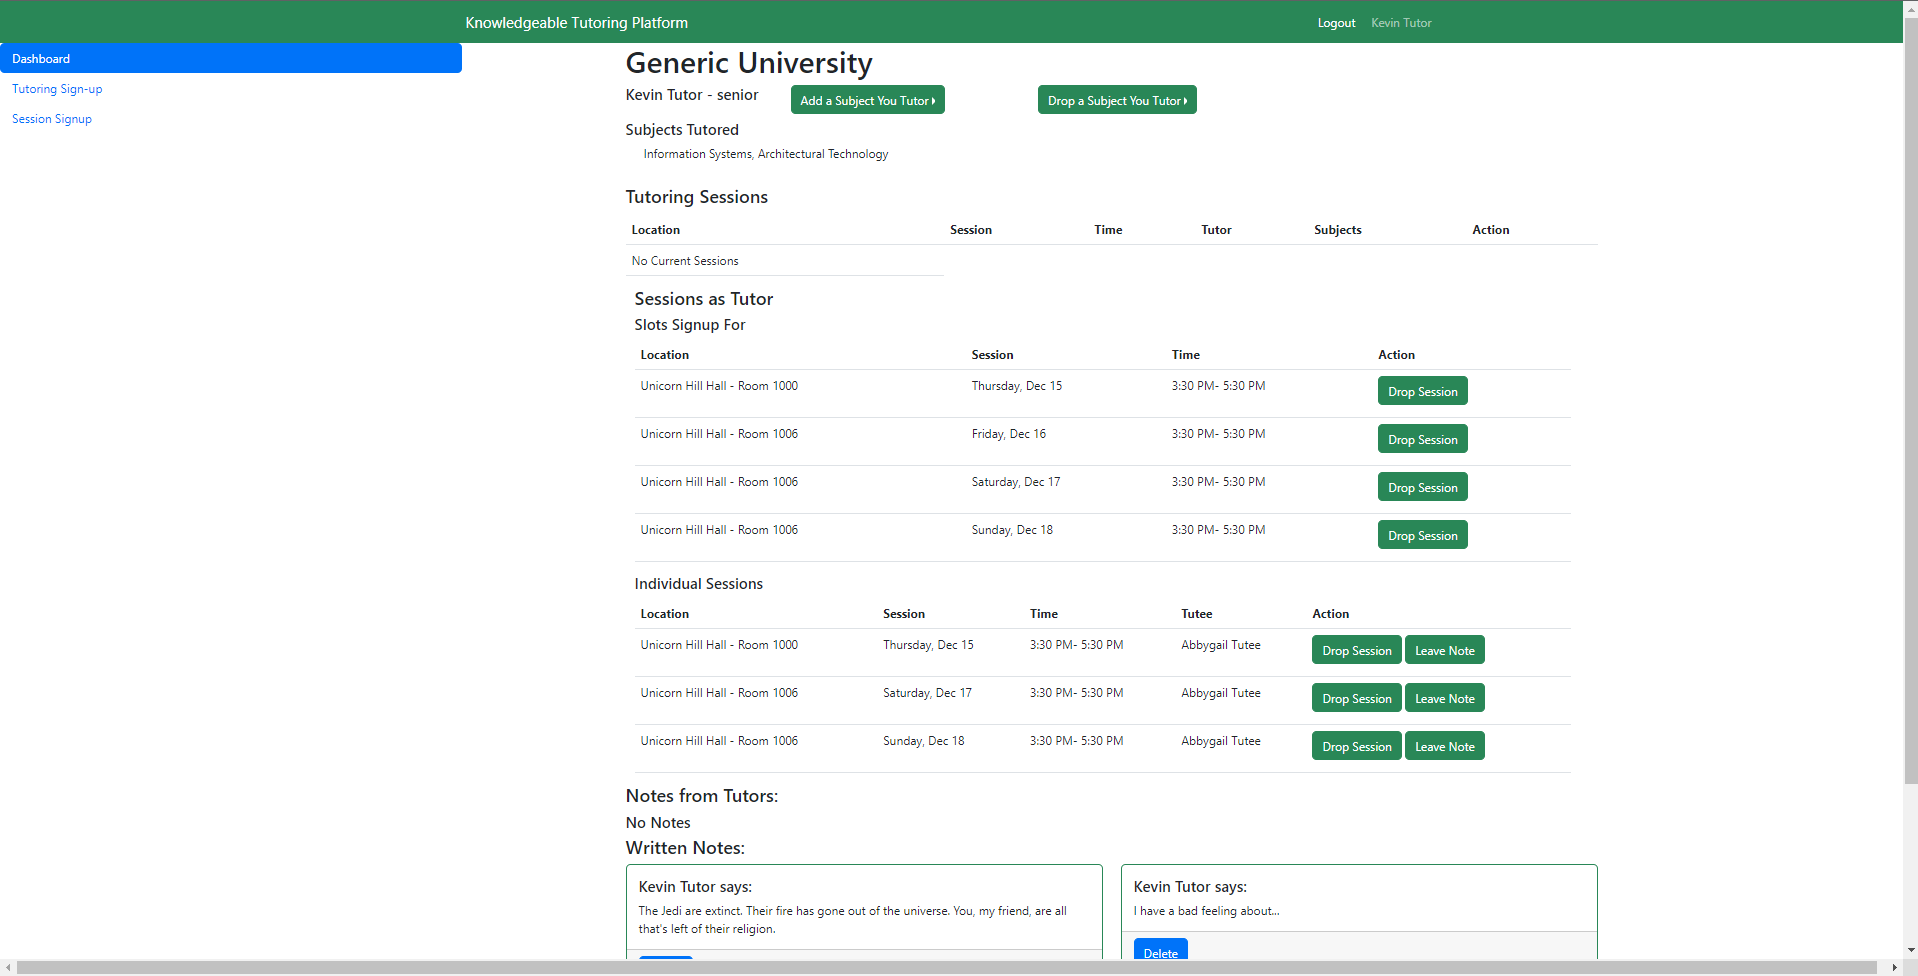 Knowledgeable Tutoring Platform Logout Kevin Tutor
Dashboard
Tutoring Sign-up
Session Signup
Generic University
Kevin Tutor - senior Add a Subject You Tutor Drop a Subject You Tutor
Subjects Tutored
Information Systems, Architectural Technology
Tutoring Sessions
Location Session Time Tutor Subjects Action
No Current Sessions
Sessions as Tutor
Slots Signup For
Location Session Time Action
Unicorn Hill Hall - Room 1000 Thursday, Dec 15 3:30 PM- 5:30 PM Drop Session
Unicorn Hill Hall - Room 1006 Friday, Dec 16 3:30 PM- 5:30 PM Drop Session
Unicorn Hill Hall - Room 1006 Saturday, Dec 17 3:30 PM- 5:30 PM Drop Session
Unicorn Hill Hall - Room 1006 Sunday, Dec 18 3:30 PM- 5:30 PM Drop Session
Individual Sessions
Location Session Time Tutee Action
Unicorn Hill Hall - Room 1000 Thursday, Dec 15 3:30 PM- 5:30 PM Abbygail Tutee Drop Session Leave Note
Unicorn Hill Hall - Room 1006 Saturday, Dec 17 3:30 PM- 5:30 PM Abbygail Tutee Drop Session Leave Note
Unicorn Hill Hall - Room 1006 Sunday, Dec 18 3:30 PM- 5:30 PM Abbygail Tutee Drop Session Leave Note
Notes from Tutors:
No Notes
Written Notes:
Kevin Tutor says:
The Jedi are extinct. Their fire has gone out of the universe. You, my friend, are all
that's left of their religion.
Kevin Tutor says:
I have a bad feeling about...
Delete